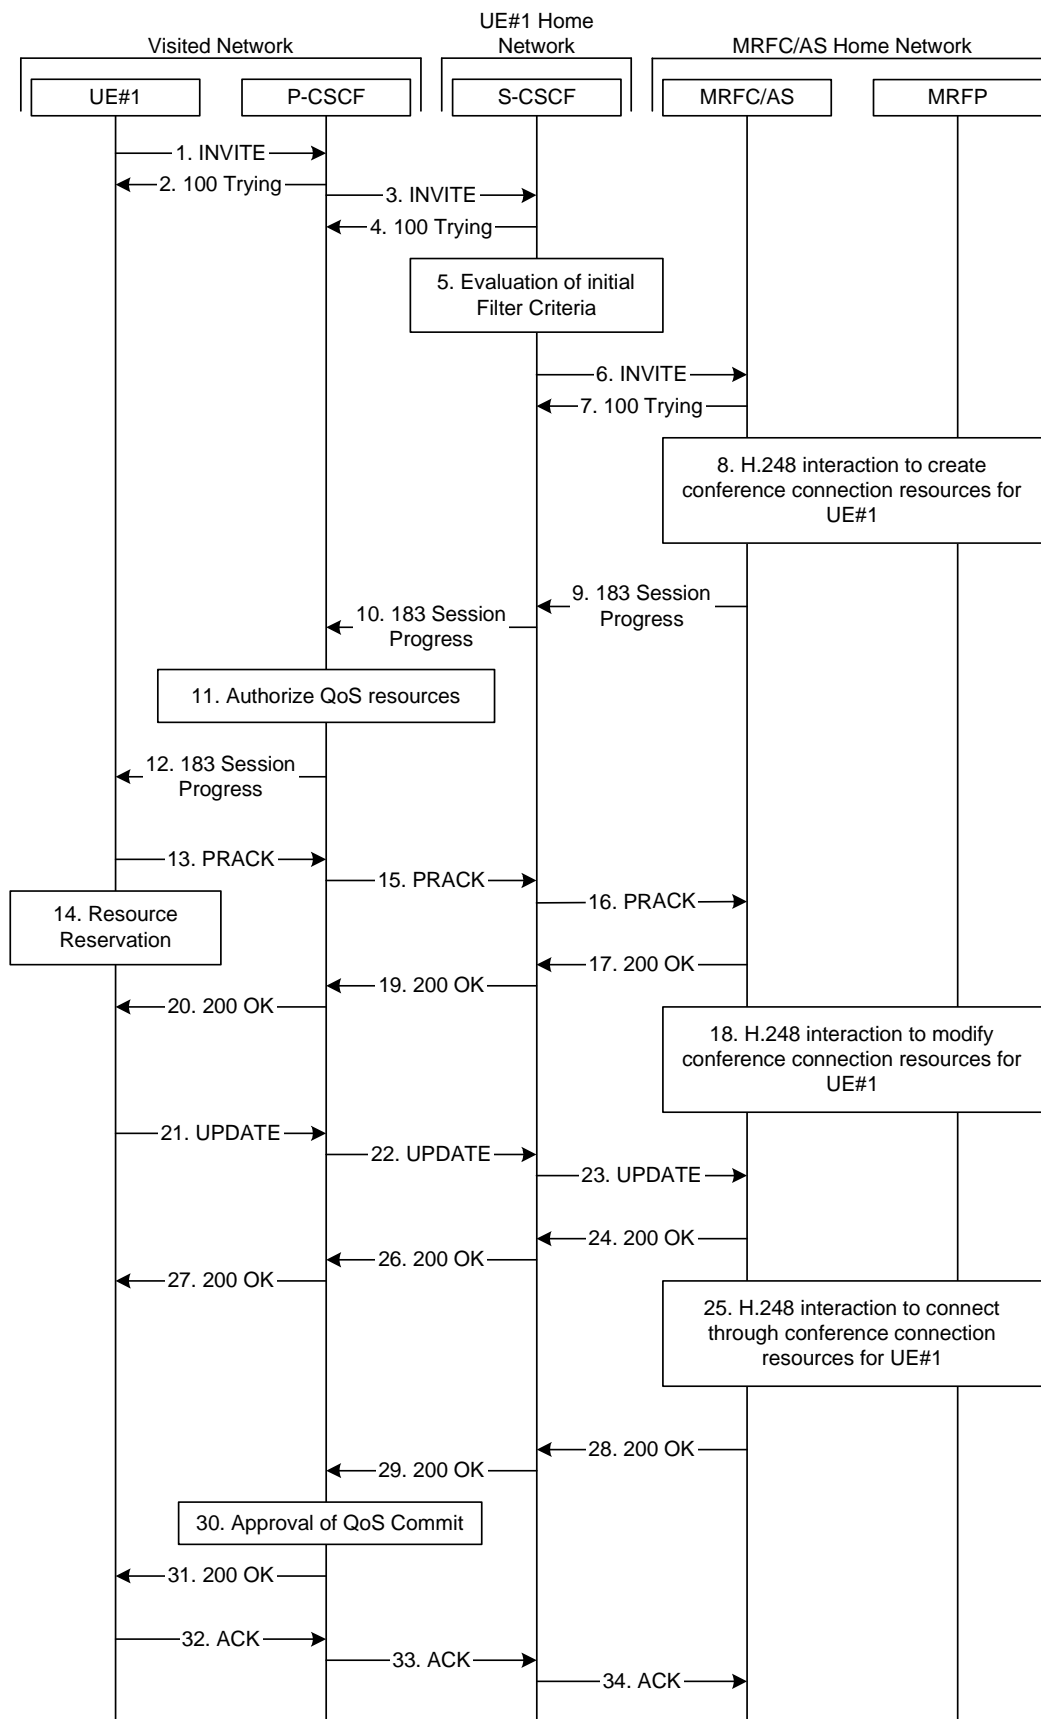 UE#1 Home
Network
Visited Network
MRFC/AS Home Network
UE#1
P-CSCF
S-CSCF
MRFC/AS
MRFP
1. INVITE
2. 100 Trying
3. INVITE
4. 100 Trying
5. Evaluation of initial
Filter Criteria
6. INVITE
7. 100 Trying
8. H.248 interaction to create
conference connection resources for
UE#1
9. 183 Session
Progress
10. 183 Session
Progress
11. Authorize QoS resources
12. 183 Session
Progress
13. PRACK
15. PRACK
16. PRACK
14. Resource
Reservation
17. 200 OK
19. 200 OK
20. 200 OK
18. H.248 interaction to modify
conference connection resources for
UE#1
21. UPDATE
22. UPDATE
23. UPDATE
24. 200 OK
26. 200 OK
27. 200 OK
25. H.248 interaction to connect
through conference connection
resources for UE#1
28. 200 OK
29. 200 OK
30. Approval of QoS Commit
31. 200 OK
32. ACK
33. ACK
34. ACK